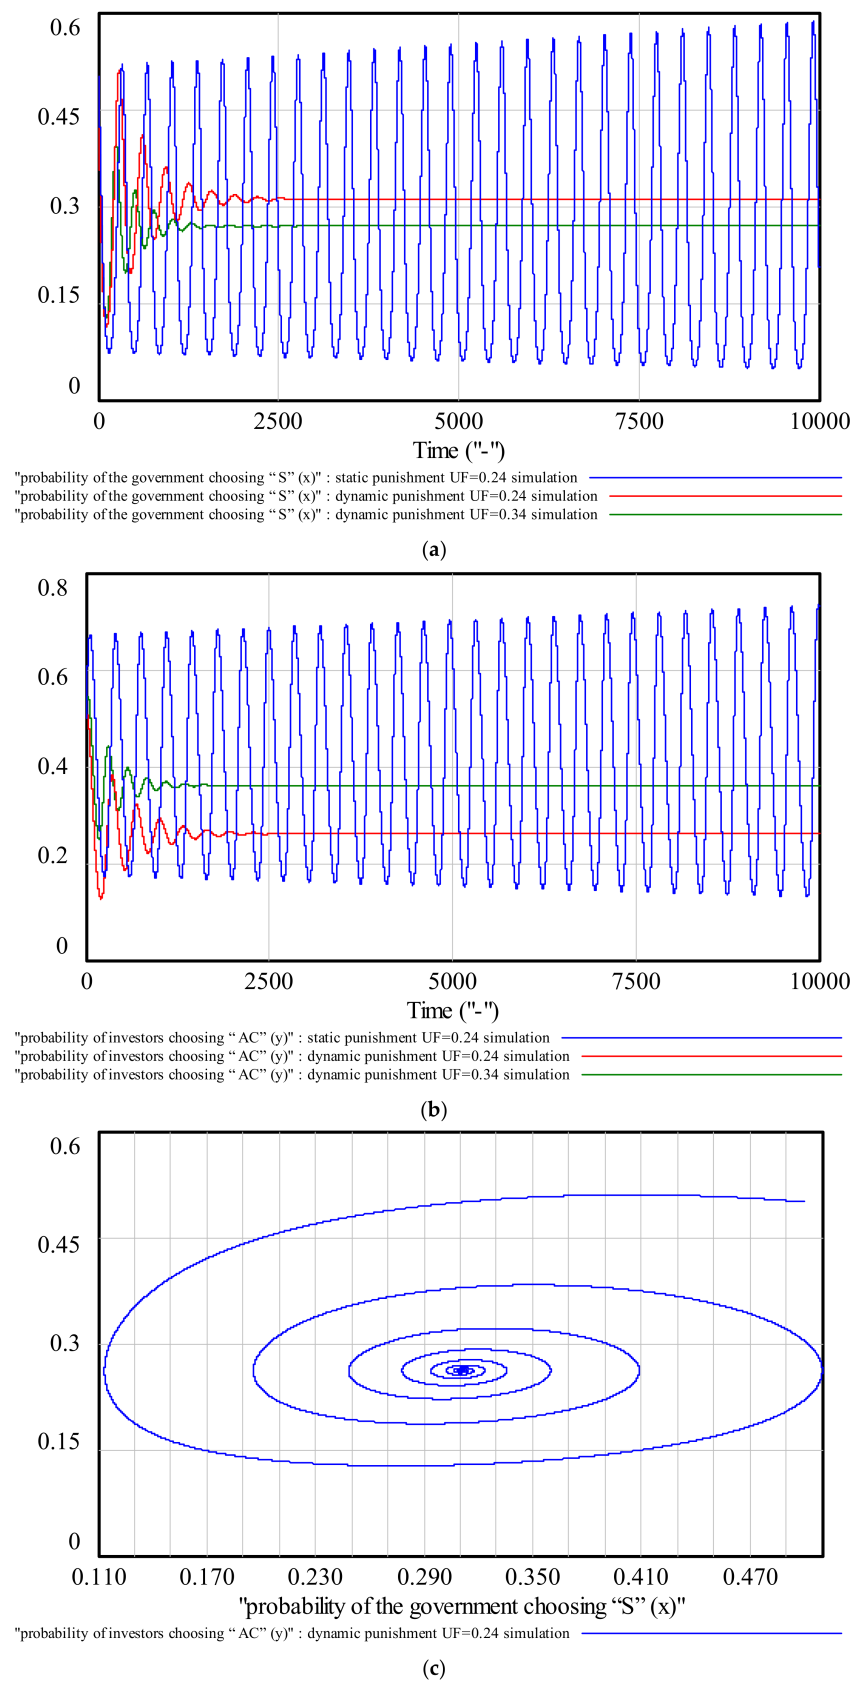 0.6
0.45
0.3
0.15
0
0 2500 5000 7500 10000
Time ("-")
"probability of the government choosing “S” (x)" : static punishment UF=0.24 simulation
"probability of the government choosing “S” (x)" : dynamic punishment UF=0.24 simulation
"probability of the government choosing “S” (x)" : dynamic punishment UF=0.34 simulation
(a)
0.8
0.6
0.4
0.2
0
0 2500 5000 7500 10000
Time ("-")
"probability of investors choosing “AC” (y)" : static punishment UF=0.24 simulation
"probability of investors choosing “AC” (y)" : dynamic punishment UF=0.24 simulation
"probability of investors choosing “AC” (y)" : dynamic punishment UF=0.34 simulation
(b)
0.6
0.45
0.3
0.15
0
0.110 0.170 0.230 0.290 0.350 0.410 0.470
"probability of the government choosing “S” (x)"
"probability of investors choosing “AC” (y)" : dynamic punishment UF=0.24 simulation
(c)